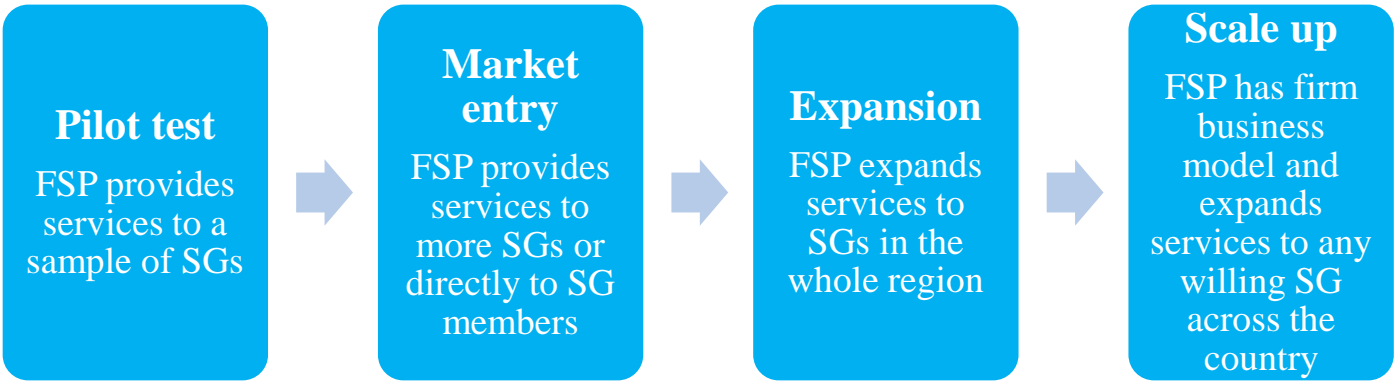 Pilot test
FSP provides
services to a
sample of SGs
Market
entry
FSP provides
services to
more SGs or
directly to SG
members
Expansion
FSP expands
services to
SGs in the
whole region
Scale up
FSP has firm
business
model and
expands
services to any
willing SG
across the
country